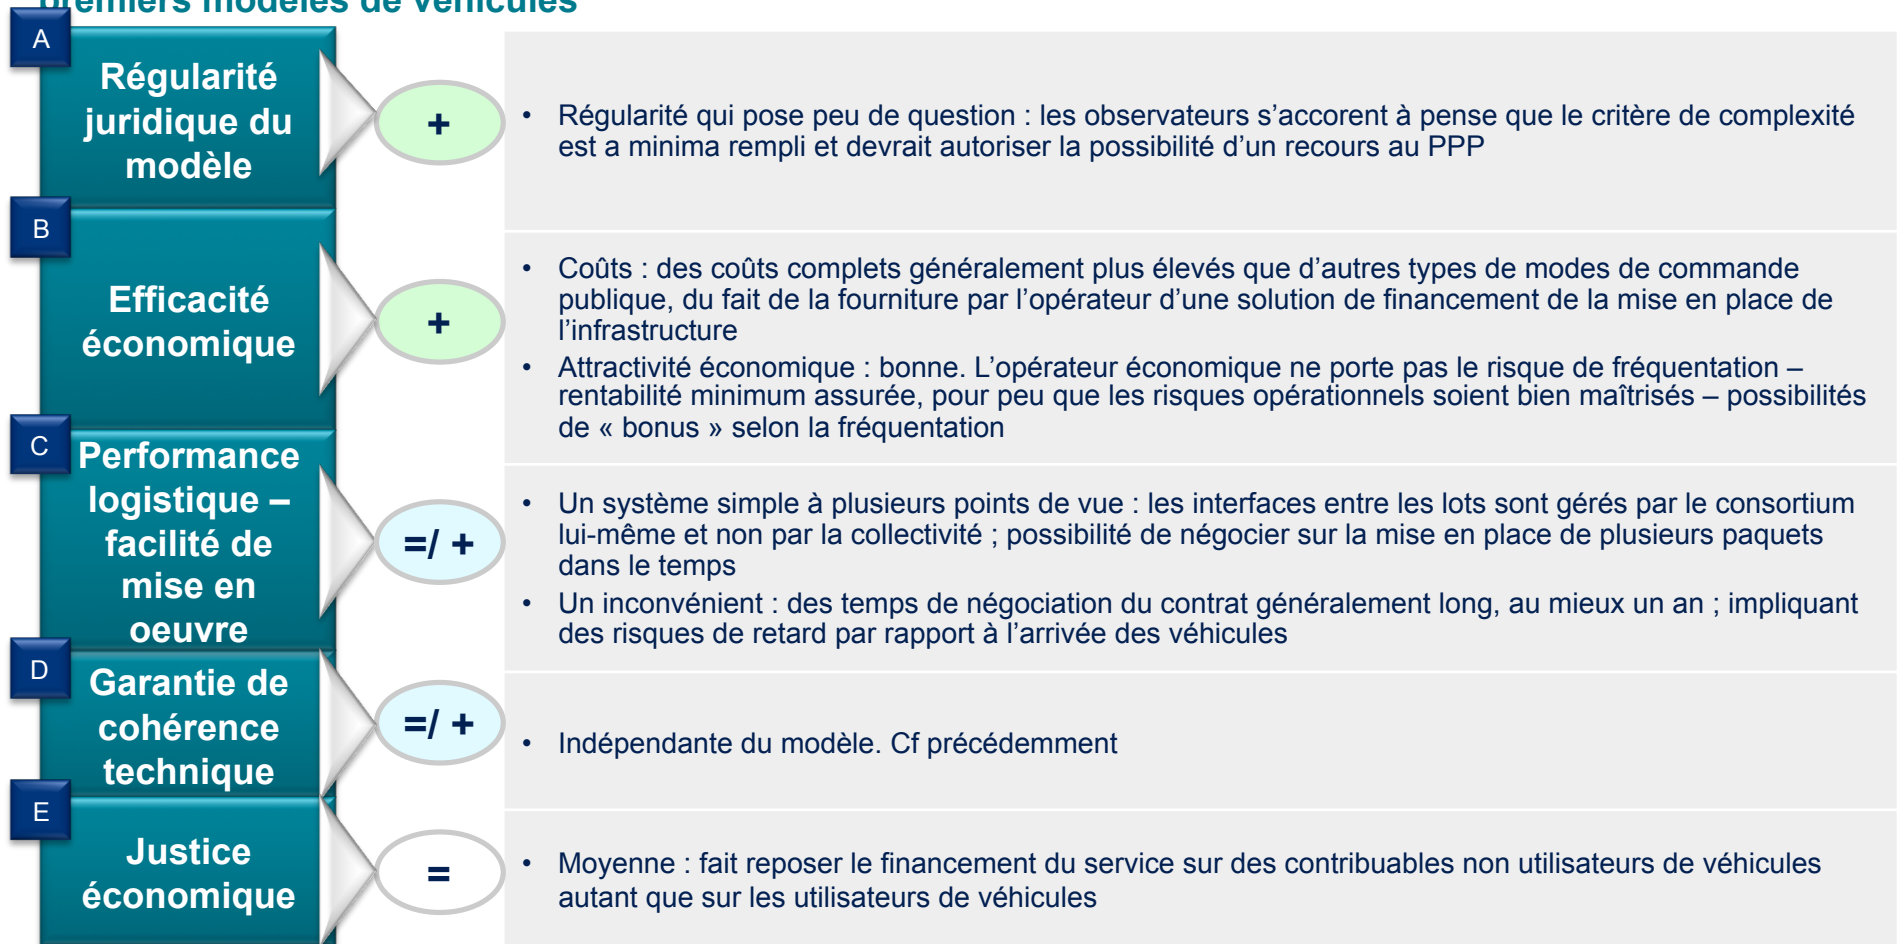 premiers modèles de véhicules
A
Régularité
juridique du
modèle
+
• Régularité qui pose peu de question : les observateurs s’accorent à pense que le critère de complexité
est a minima rempli et devrait autoriser la possibilité d’un recours au PPP
B
Efficacité
économique
+
• Coûts : des coûts complets généralement plus élevés que d’autres types de modes de commande
publique, du fait de la fourniture par l’opérateur d’une solution de financement de la mise en place de
l’infrastructure
• Attractivité économique : bonne. L’opérateur économique ne porte pas le risque de fréquentation –
rentabilité minimum assurée, pour peu que les risques opérationnels soient bien maîtrisés – possibilités
de « bonus » selon la fréquentation
C
Performance
logistique –
facilité de
mise en
oeuvre
=/ +
• Un système simple à plusieurs points de vue : les interfaces entre les lots sont gérés par le consortium
lui-même et non par la collectivité ; possibilité de négocier sur la mise en place de plusieurs paquets
dans le temps
• Un inconvénient : des temps de négociation du contrat généralement long, au mieux un an ; impliquant
des risques de retard par rapport à l’arrivée des véhicules
D
Garantie de
cohérence
technique
=/ +
• Indépendante du modèle. Cf précédemment
E
Justice
économique
=
• Moyenne : fait reposer le financement du service sur des contribuables non utilisateurs de véhicules
autant que sur les utilisateurs de véhicules